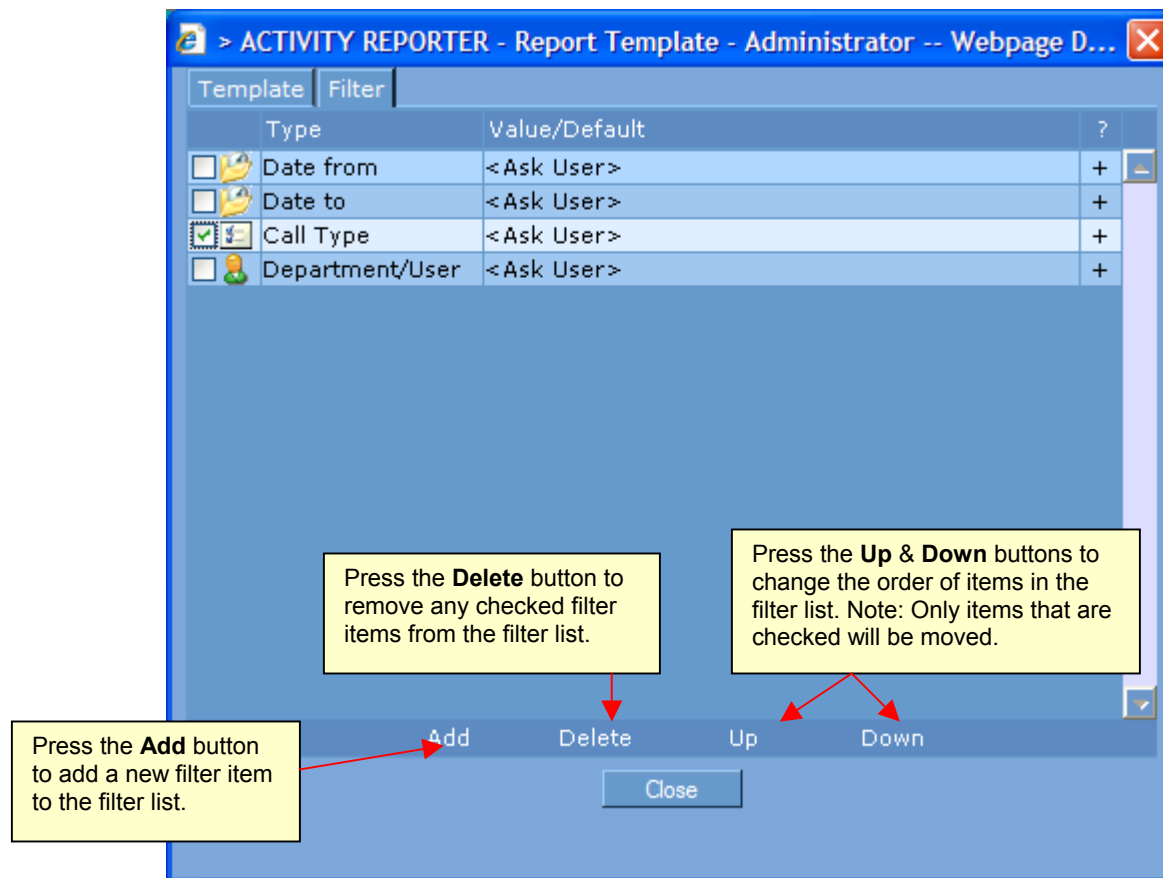 > ACTIVITY REPORTER - Report Template - Administrator -- Webpage D...
Template Filter
Type Value/Default ?
Date from <Ask User> +
Date to <Ask User> +
Call Type <Ask User> +
Department/User <Ask User> +
Press the Delete button to
remove any checked filter
items from the filter list.
Press the Up & Down buttons to
change the order of items in the
filter list. Note: Only items that are
checked will be moved.
Press the Add button
to add a new filter item
to the filter list.
Add Delete Up Down
Close